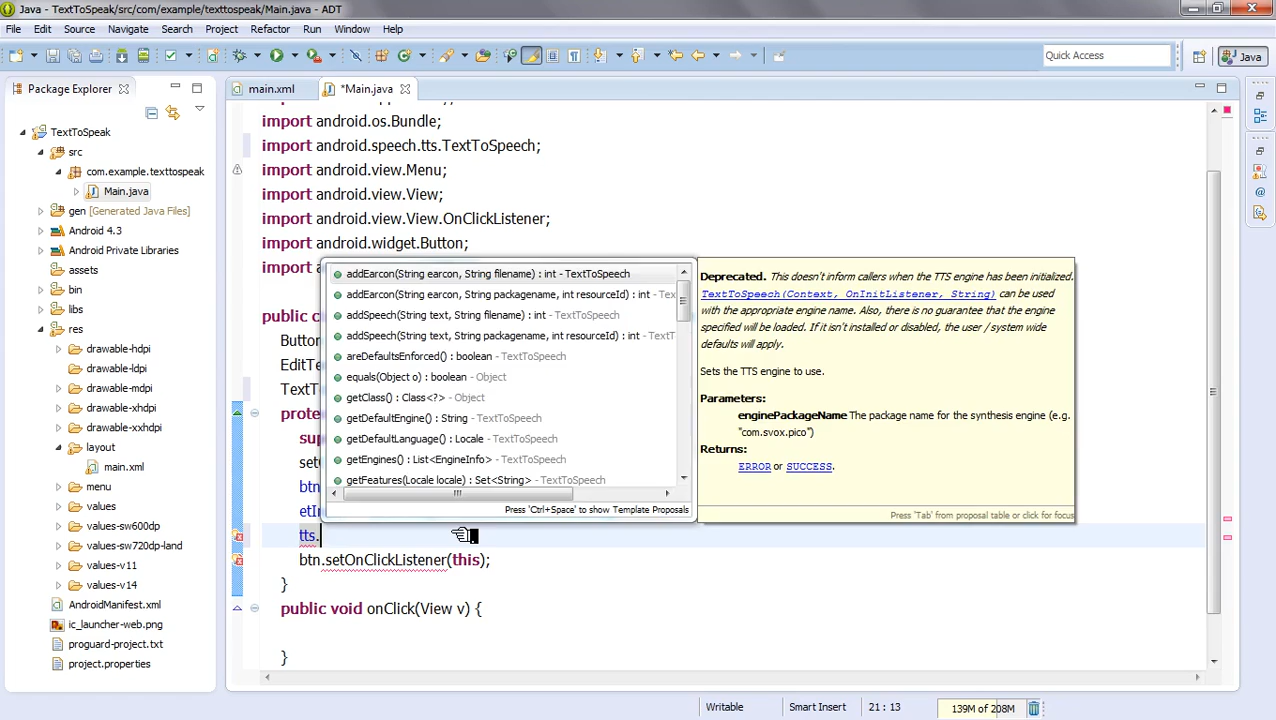 Java - TextToSpeak/src/com/example/texttospeak/Main.java - ADT
File Edit Source Navigate Search Project Refactor Run Window Help
Quick Access
Java
Package Explorer
main.xml
*Main.java
TextToSpeak
src
com.example.texttospeak
Main.java
gen [Generated Java Files]
Android 4.3
Android Private Libraries
assets
bin
libs
res
drawable-hdpi
drawable-ldpi
drawable-mdpi
drawable-xhdpi
drawable-xxhdpi
layout
main.xml
menu
values
values-sw600dp
values-sw720dp-land
values-v11
values-v14
AndroidManifest.xml
ic_launcher-web.png
proguard-project.txt
project.properties
import android.os.Bundle;
import android.speech.tts.TextToSpeech;
import android.view.Menu;
import android.view.View;
import android.view.View.OnClickListener;
import android.widget.Button;
import a
public c
Button
EditTe
TextT
prote
sup
setC
btn
etIn
tts.
btn.setOnClickListener(this);
}
public void onClick(View v) {
}
addEarcon(String earcon, String filename) : int - TextToSpeech
addEarcon(String earcon, String packagename, int resourceId) : int - Tex
addSpeech(String text, String filename) : int - TextToSpeech
addSpeech(String text, String packagename, int resourceId) : int - TextT
areDefaultsEnforced() : boolean - TextToSpeech
equals(Object o) : boolean - Object
getClass() : Class<?> - Object
getDefaultEngine() : String - TextToSpeech
getDefaultLanguage() : Locale - TextToSpeech
getEngines() : List<EngineInfo> - TextToSpeech
getFeatures(Locale locale) : Set<String> - TextToSpeech
Press 'Ctrl+Space' to show Template Proposals
Deprecated. This doesn't inform callers when the TTS engine has been initialized.
TextToSpeech(Context, OnInitListener, String) can be used
with the appropriate engine name. Also, there is no guarantee that the engine
specified will be loaded. If it isn't installed or disabled, the user / system wide
defaults will apply.
Sets the TTS engine to use.
Parameters:
enginePackageName The package name for the synthesis engine (e.g.
"com.svox.pico")
Returns:
ERROR or SUCCESS.
Press 'Tab' from proposal table or click for focus
Writable
Smart Insert
21 : 13
139M of 208M